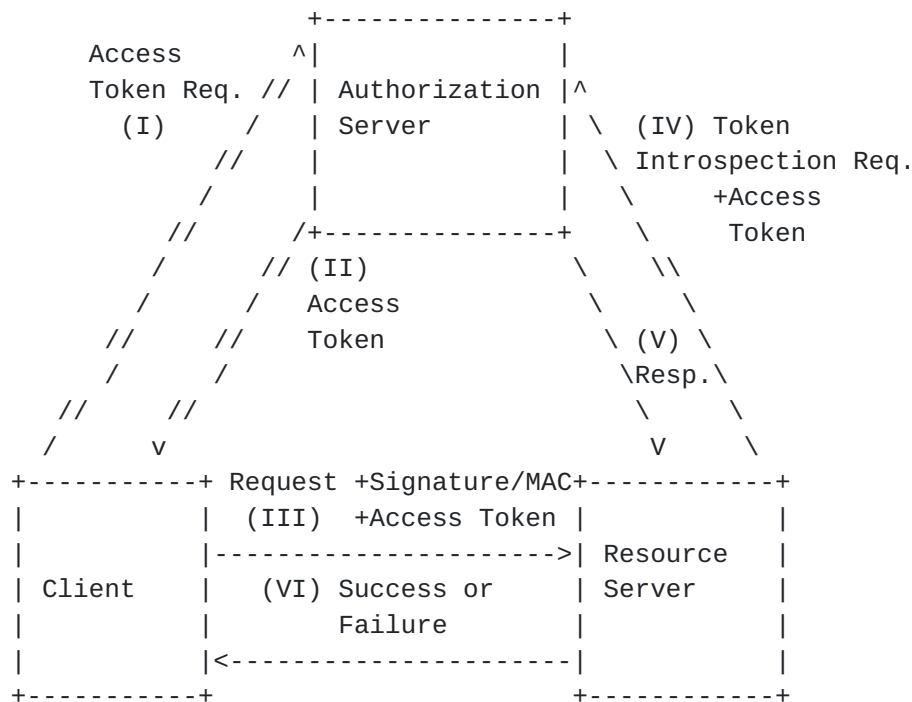 +---------------+
     Access       ^|               |
     Token Req. // | Authorization |^
       (I)     /   | Server        | \  (IV) Token
             //    |               |  \ Introspection Req.
            /      |               |   \     +Access
          //      /+---------------+    \     Token
         /      // (II)             \    \\
        /      /   Access            \     \
      //     //    Token              \ (V) \
      /      /                         \Resp.\
   //     //                            \     \
  /      v                               V     \
+-----------+ Request +Signature/MAC+------------+
|           |  (III)  +Access Token |            |
|           |---------------------->| Resource   |
| Client    |   (VI) Success or     | Server     |
|           |        Failure        |            |
|           |<----------------------|            |
+-----------+                       +------------+